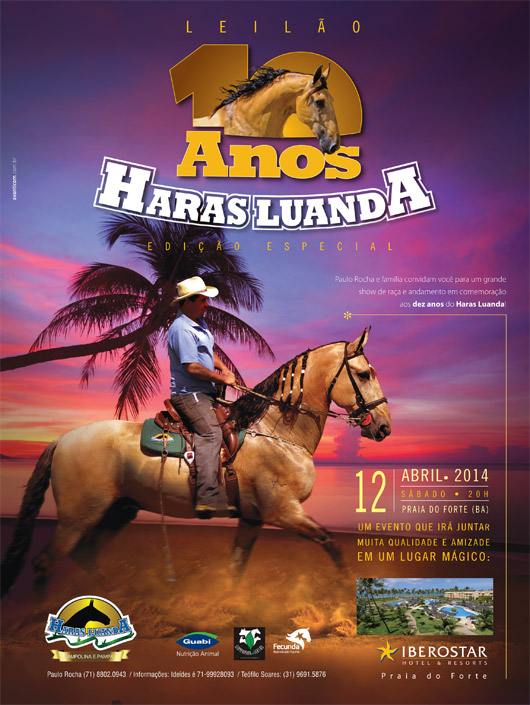 LEILÃO
10
Anos
HARAS LUANDA
EDIÇÃO ESPECIAL
Paulo Rocha e família convidam você para um grande
show de raça e andamento em comemoração
aos dez anos do Haras Luanda!
*
12
ABRIL • 2014
SÁBADO • 20H
PRAIA DO FORTE (BA)
UM EVENTO QUE IRÁ JUNTAR
MUITA QUALIDADE E AMIZADE
EM UM LUGAR MÁGICO:
HARAS LUANDA
Guabi
Nutrição Animal
Fecunda
IBEROSTAR
HOTEL & RESORTS
Praia do Forte
Paulo Rocha (71) 8802.0943 / Informações: Ideildes é 71-99928093 / Teófilo Soares: (31) 9691.5876